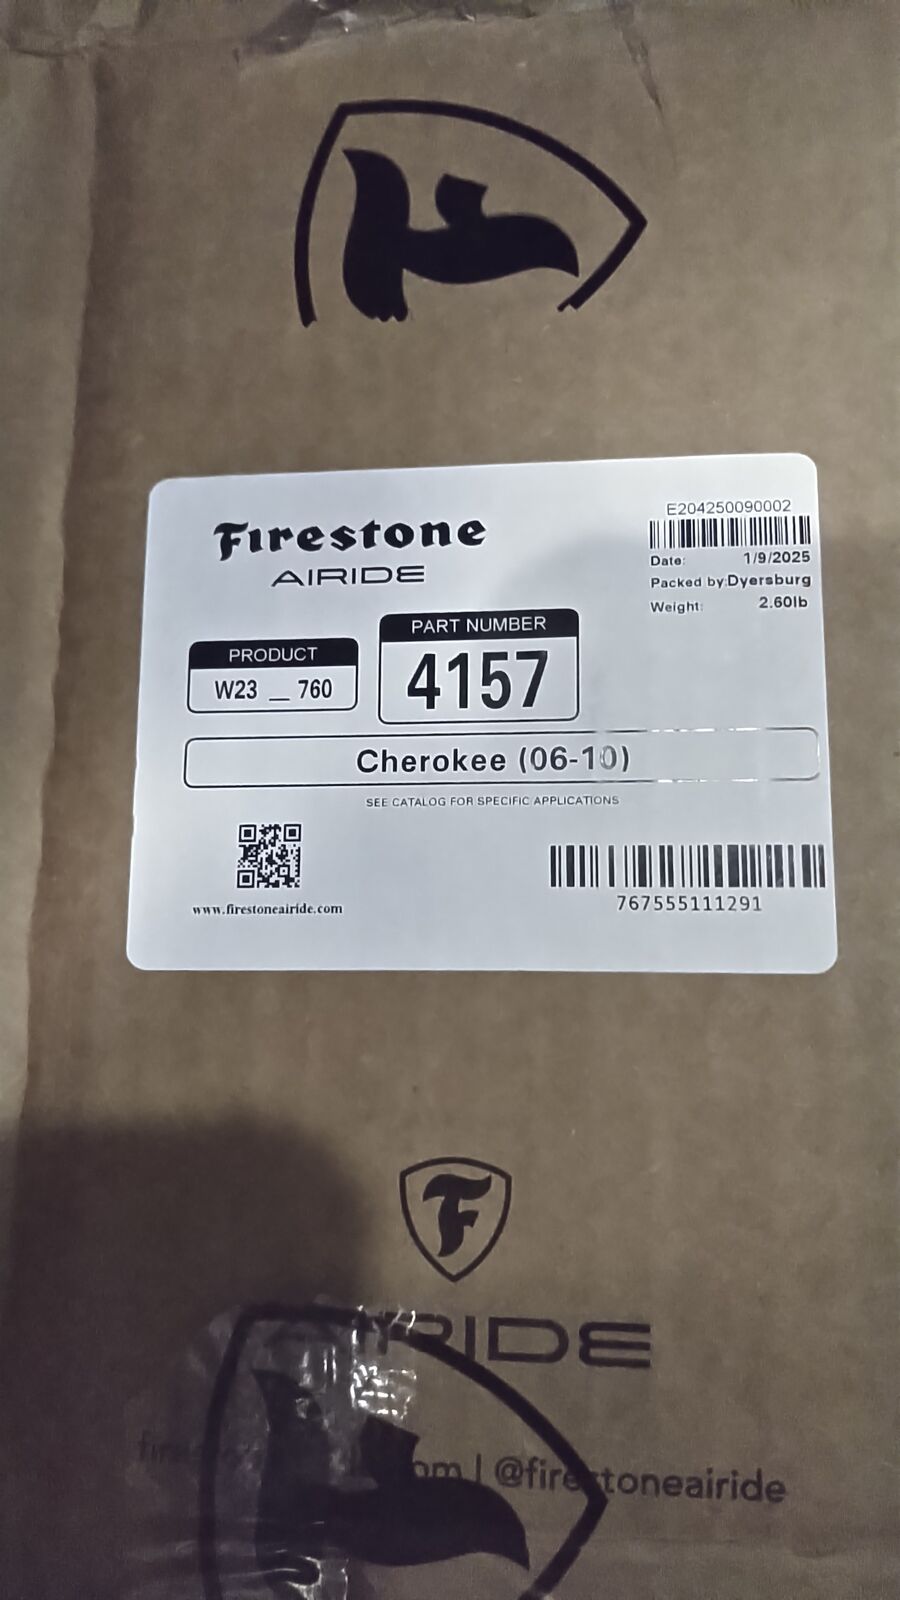 Firestone
AIRIDE
E204250090002
Date: 1/9/2025
Packed by:Dyersburg
Weight: 2.60lb
PRODUCT
W23 _ 760
PART NUMBER
4157
Cherokee (06-10)
SEE CATALOG FOR SPECIFIC APPLICATIONS
www.firestoneairide.com
767555111291
F
AIRIDE
| @firestoneairide